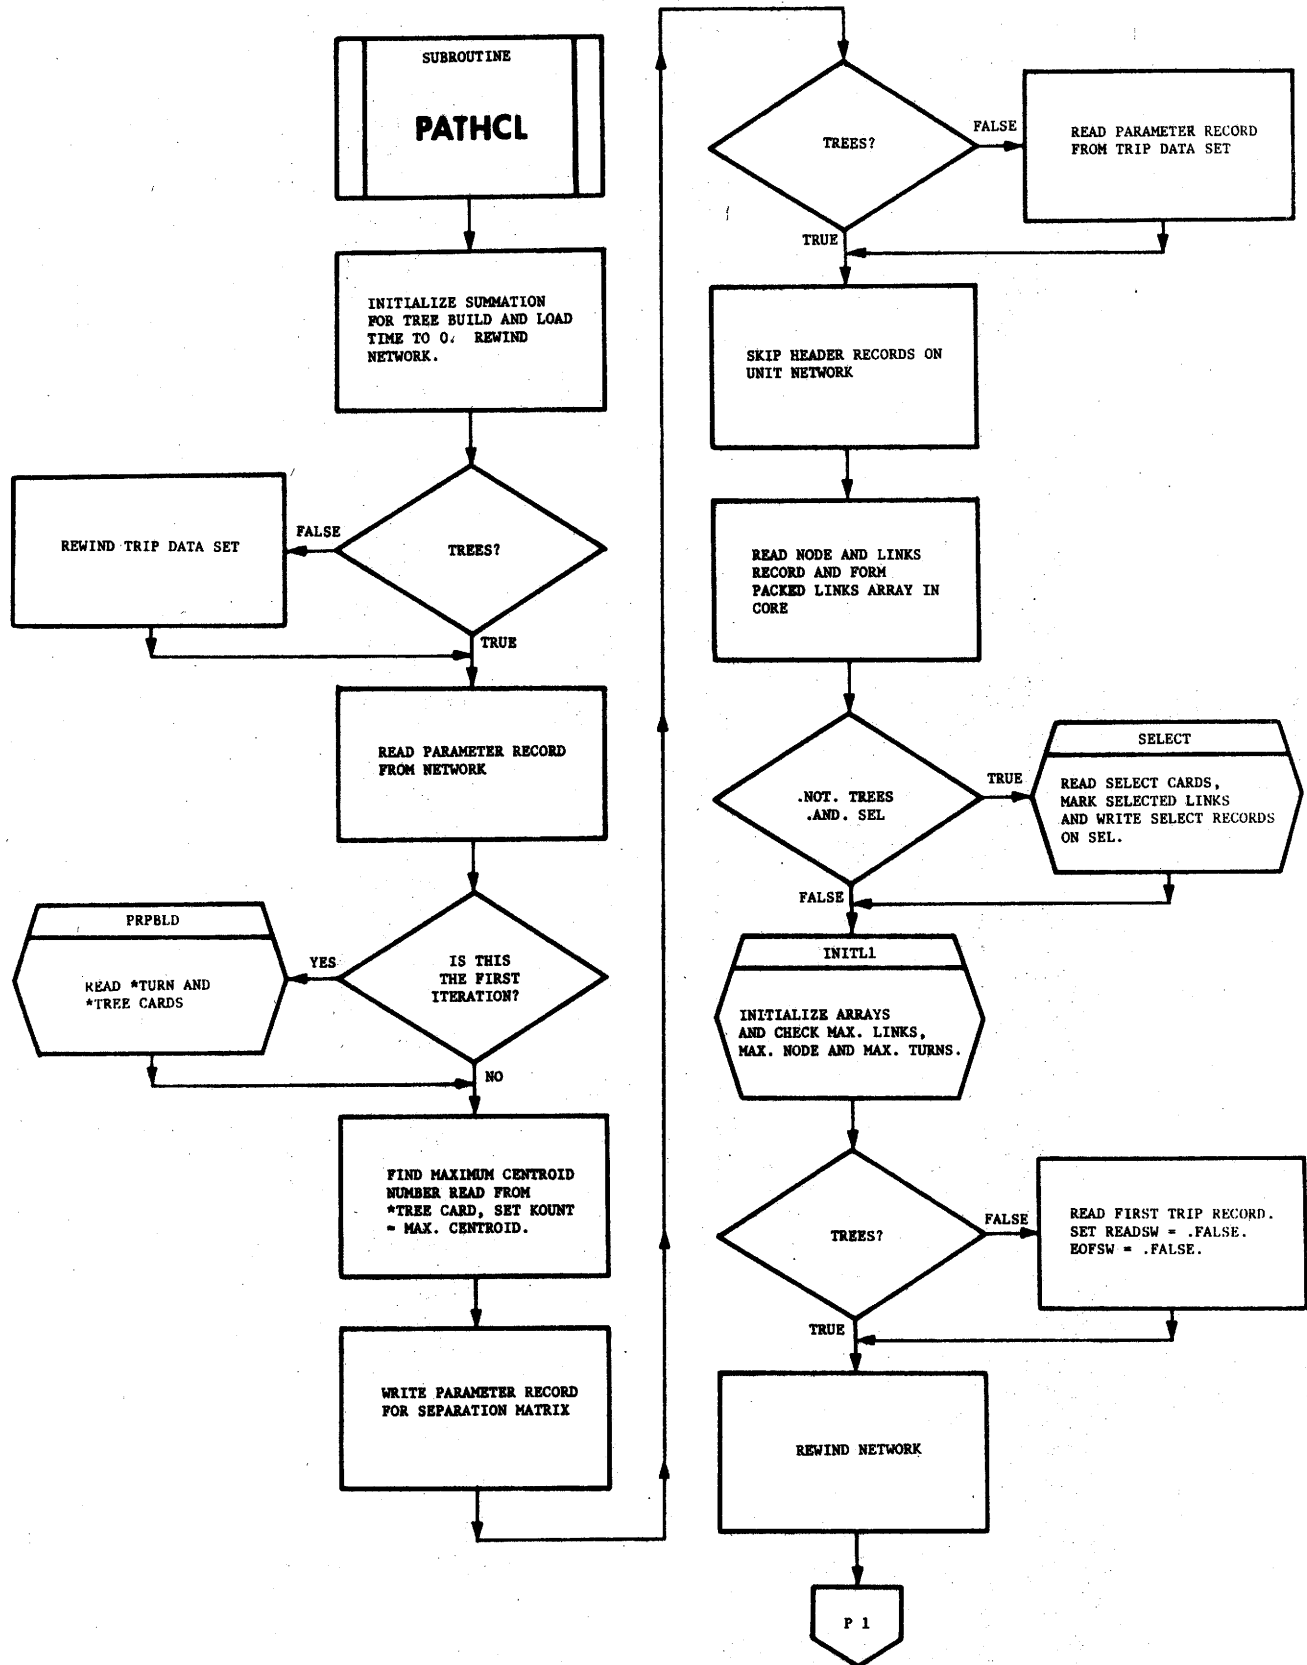 SUBROUTINE
PATHCL
INITIALIZE SUMMATION
FOR TREE BUILD AND LOAD
TIME TO 0. REWIND
NETWORK.
TREES?
FALSE
REWIND TRIP DATA SET
TRUE
READ PARAMETER RECORD
FROM NETWORK
IS THIS
THE FIRST
ITERATION?
YES
PRPBLD
READ *TURN AND
*TREE CARDS
NO
FIND MAXIMUM CENTROID
NUMBER READ FROM
*TREE CARD, SET KOUNT
= MAX. CENTROID.
WRITE PARAMETER RECORD
FOR SEPARATION MATRIX
TREES?
FALSE
READ PARAMETER RECORD
FROM TRIP DATA SET
TRUE
SKIP HEADER RECORDS ON
UNIT NETWORK
READ NODE AND LINKS
RECORD AND FORM
PACKED LINKS ARRAY IN
CORE
.NOT. TREES
.AND. SEL
TRUE
SELECT
READ SELECT CARDS,
MARK SELECTED LINKS
AND WRITE SELECT RECORDS
ON SEL.
FALSE
INITL1
INITIALIZE ARRAYS
AND CHECK MAX. LINKS,
MAX. NODE AND MAX. TURNS.
TREES?
FALSE
READ FIRST TRIP RECORD.
SET READSW = .FALSE.
EOFSW = .FALSE.
TRUE
REWIND NETWORK
P 1